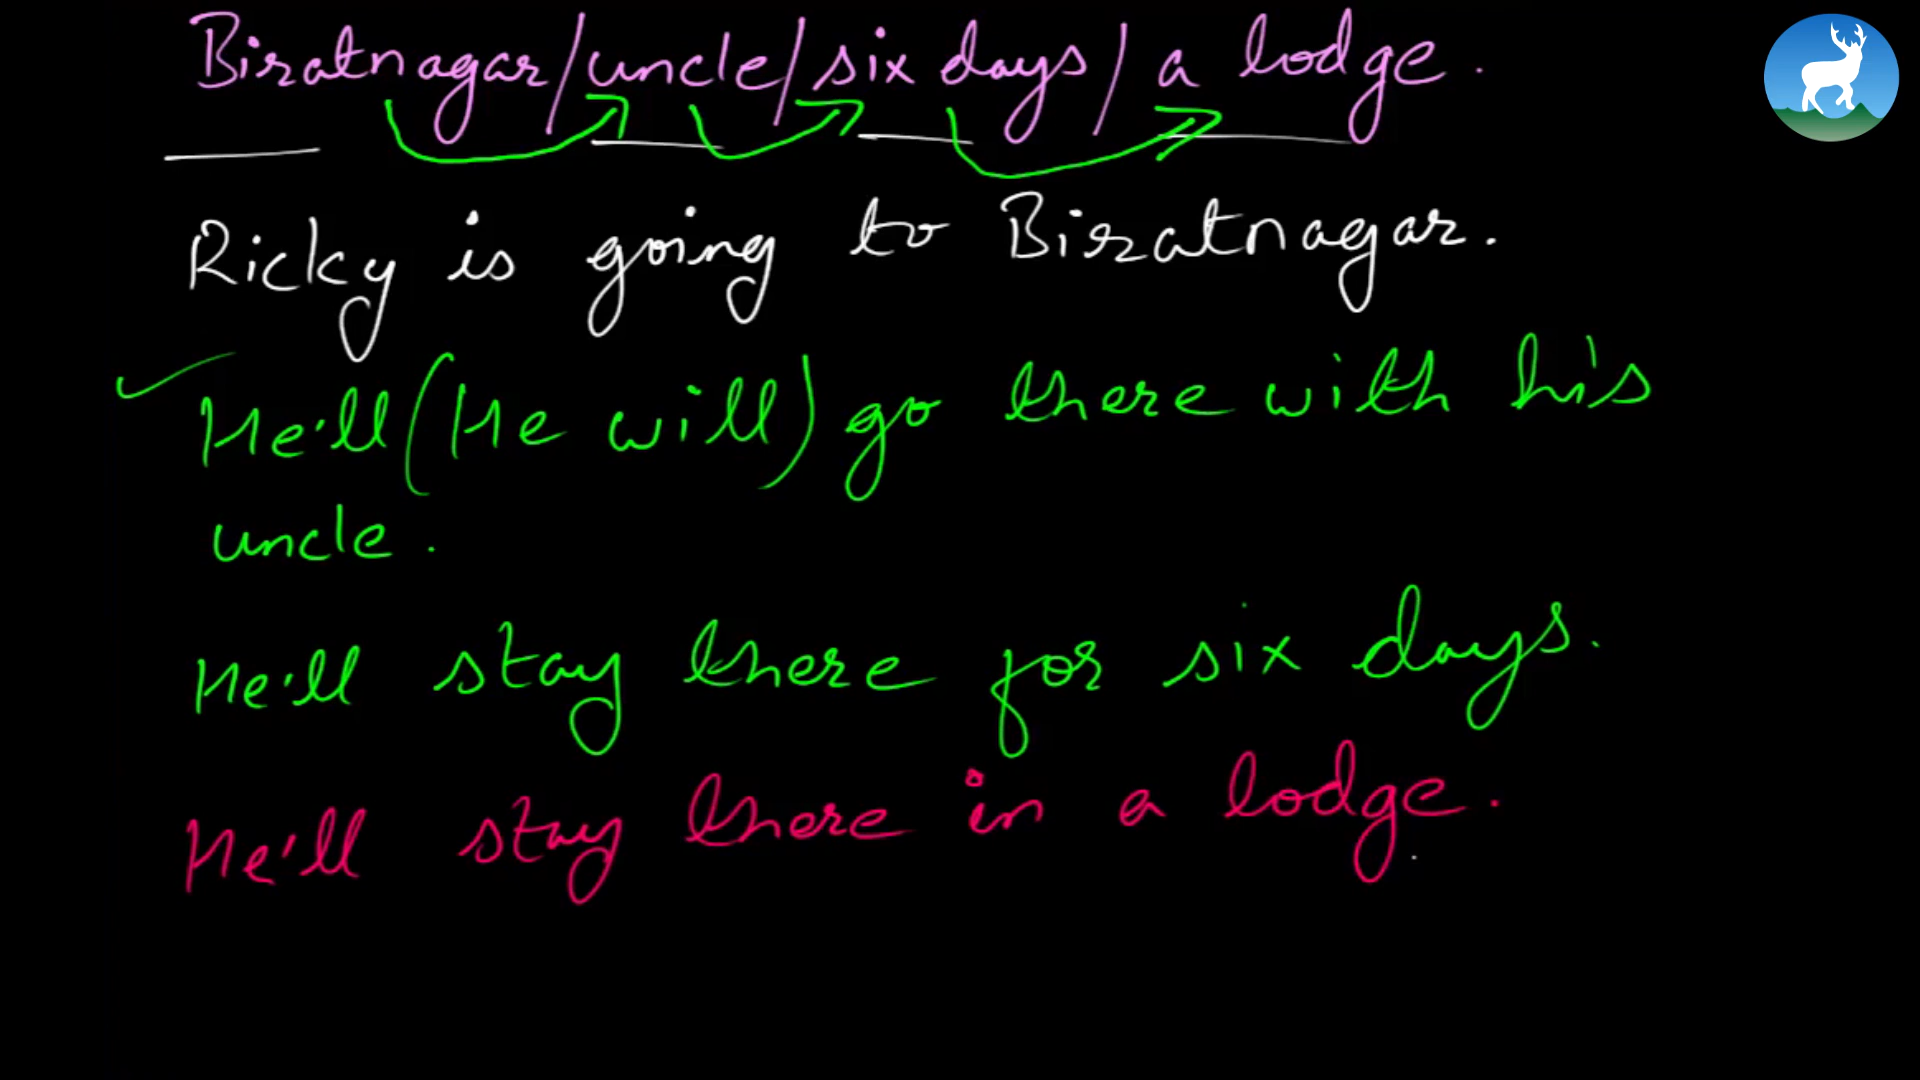 Biratnagar/uncle/six days/a lodge.
Ricky is going to Biratnagar.
He'll (He will) go there with his
uncle.
He'll stay there for six days.
He'll stay there in a lodge.